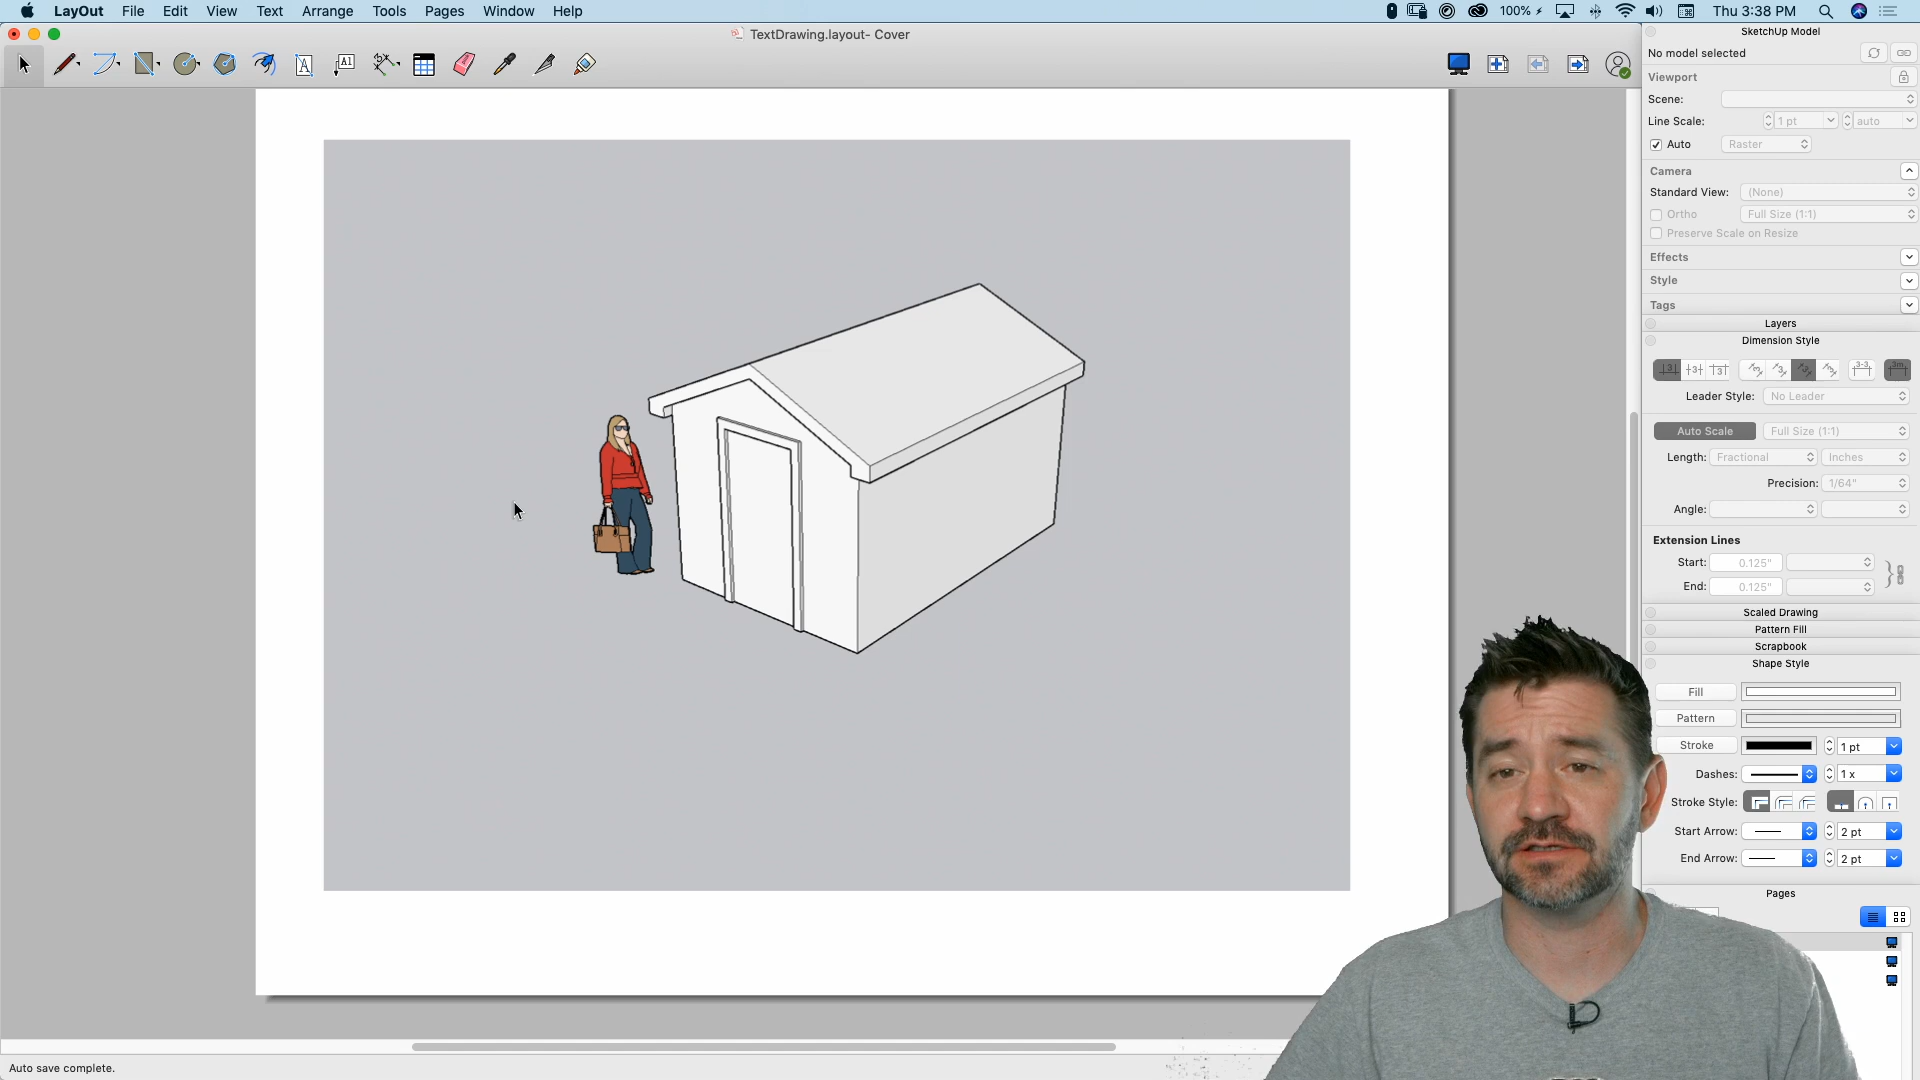 LayOut File Edit View Text Arrange Tools Pages Window Help 100% Thu 3:38 PM
TextDrawing.layout- Cover
A1
SketchUp Model
No model selected
Viewport
Scene:
Line Scale: 1 pt auto
Auto Raster
Camera
Standard View: (None)
Ortho Full Size (1:1)
Preserve Scale on Resize
Effects
Style
Tags
Layers
Dimension Style
Leader Style: No Leader
Auto Scale Full Size (1:1)
Length: Fractional Inches
Precision: 1/64"
Angle:
Extension Lines
Start: 0.125"
End: 0.125"
Scaled Drawing
Pattern Fill
Scrapbook
Shape Style
Fill
Pattern
Stroke 1 pt
Dashes: 1 x
Stroke Style:
Start Arrow: 2 pt
End Arrow: 2 pt
Pages
Auto save complete.